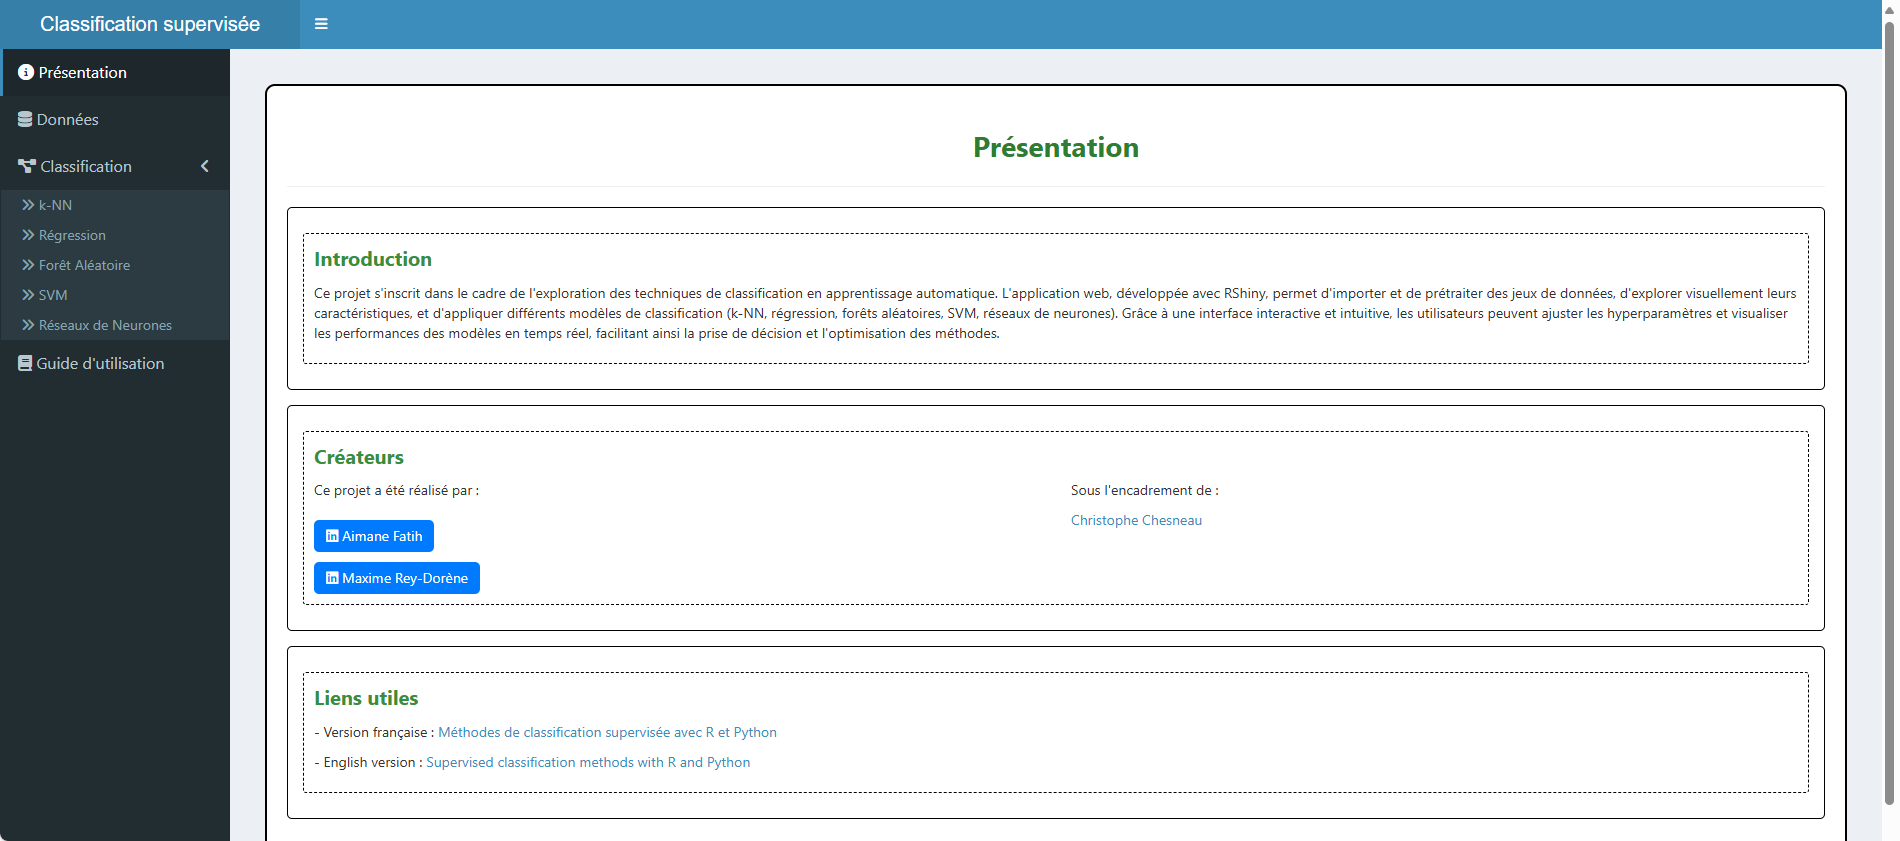 Classification supervisée
Présentation
Données
Classification
k-NN
Régression
Forêt Aléatoire
SVM
Réseaux de Neurones
Guide d'utilisation
Présentation
Introduction
Ce projet s'inscrit dans le cadre de l'exploration des techniques de classification en apprentissage automatique. L'application web, développée avec RShiny, permet d'importer et de prétraiter des jeux de données, d'explorer visuellement leurs
caractéristiques, et d'appliquer différents modèles de classification (k-NN, régression, forêts aléatoires, SVM, réseaux de neurones). Grâce à une interface interactive et intuitive, les utilisateurs peuvent ajuster les hyperparamètres et visualiser
les performances des modèles en temps réel, facilitant ainsi la prise de décision et l'optimisation des méthodes.
Créateurs
Ce projet a été réalisé par :
Aimane Fatih
Maxime Rey-Dorène
Sous l'encadrement de :
Christophe Chesneau
Liens utiles
- Version française : Méthodes de classification supervisée avec R et Python
- English version : Supervised classification methods with R and Python